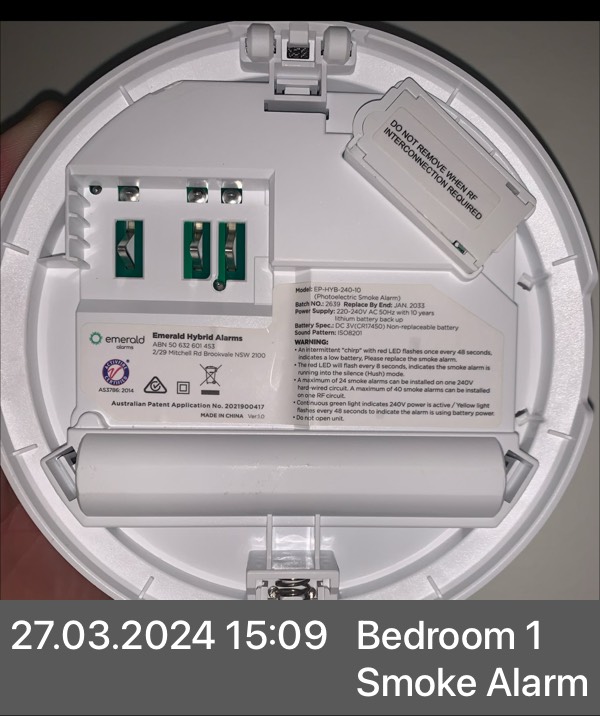 DO NOT REMOVE WHEN RF
INTERCONNECTION REQUIRED
Model: EP-HYB-240-10
(Photoelectric Smoke Alarm)
Batch NO.: 2639 Replace By End: JAN. 2033
Power Supply: 220-240V AC 50Hz with 10 years
lithium battery back up
Battery Spec.: DC 3V(CR17450) Non-replaceable battery
Sound Pattern: ISO8201
WARNING:
• An intermittent "chirp" with red LED flashes once every 48 seconds,
indicates a low battery, Please replace the smoke alarm.
• The red LED will flash every 8 seconds, indicates the alarm is
running into the silence (Hush) mode.
• A maximum of 24 smoke alarms can be installed on one 240V
hard-wired circuit. A maximum of 40 smoke alarms can be installed
on one RF circuit.
• Continuous green light indicates 240V power is active / Yellow light
flashes every 48 seconds to indicate the alarm is using battery power.
• Do not open unit.
emerald
alarms
Emerald Hybrid Alarms
ABN 50 632 601 453
2/29 Mitchell Rd Brookvale NSW 2100
AS3786: 2014
Australian Patent Application No. 2021900417
MADE IN CHINA Ver:1.0
27.03.2024 15:09 Bedroom 1
Smoke Alarm